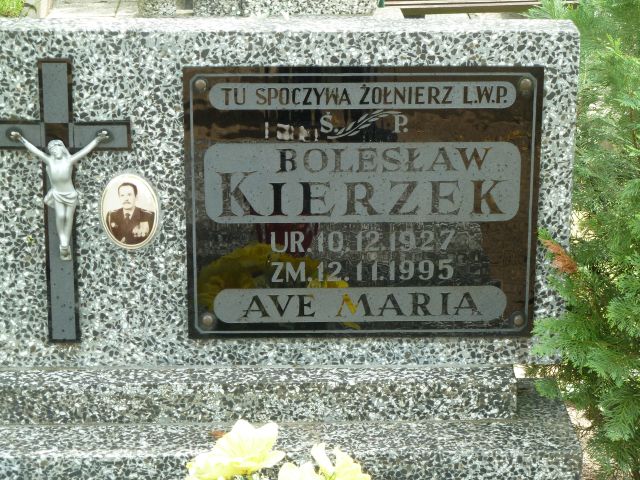 TU SPOCZYWA ŻOŁNIERZ L.W.P.
Ś. P.
BOLESŁAW
KIERZEK
UR. 10.12.1927
ZM. 12.11.1995
AVE MARIA